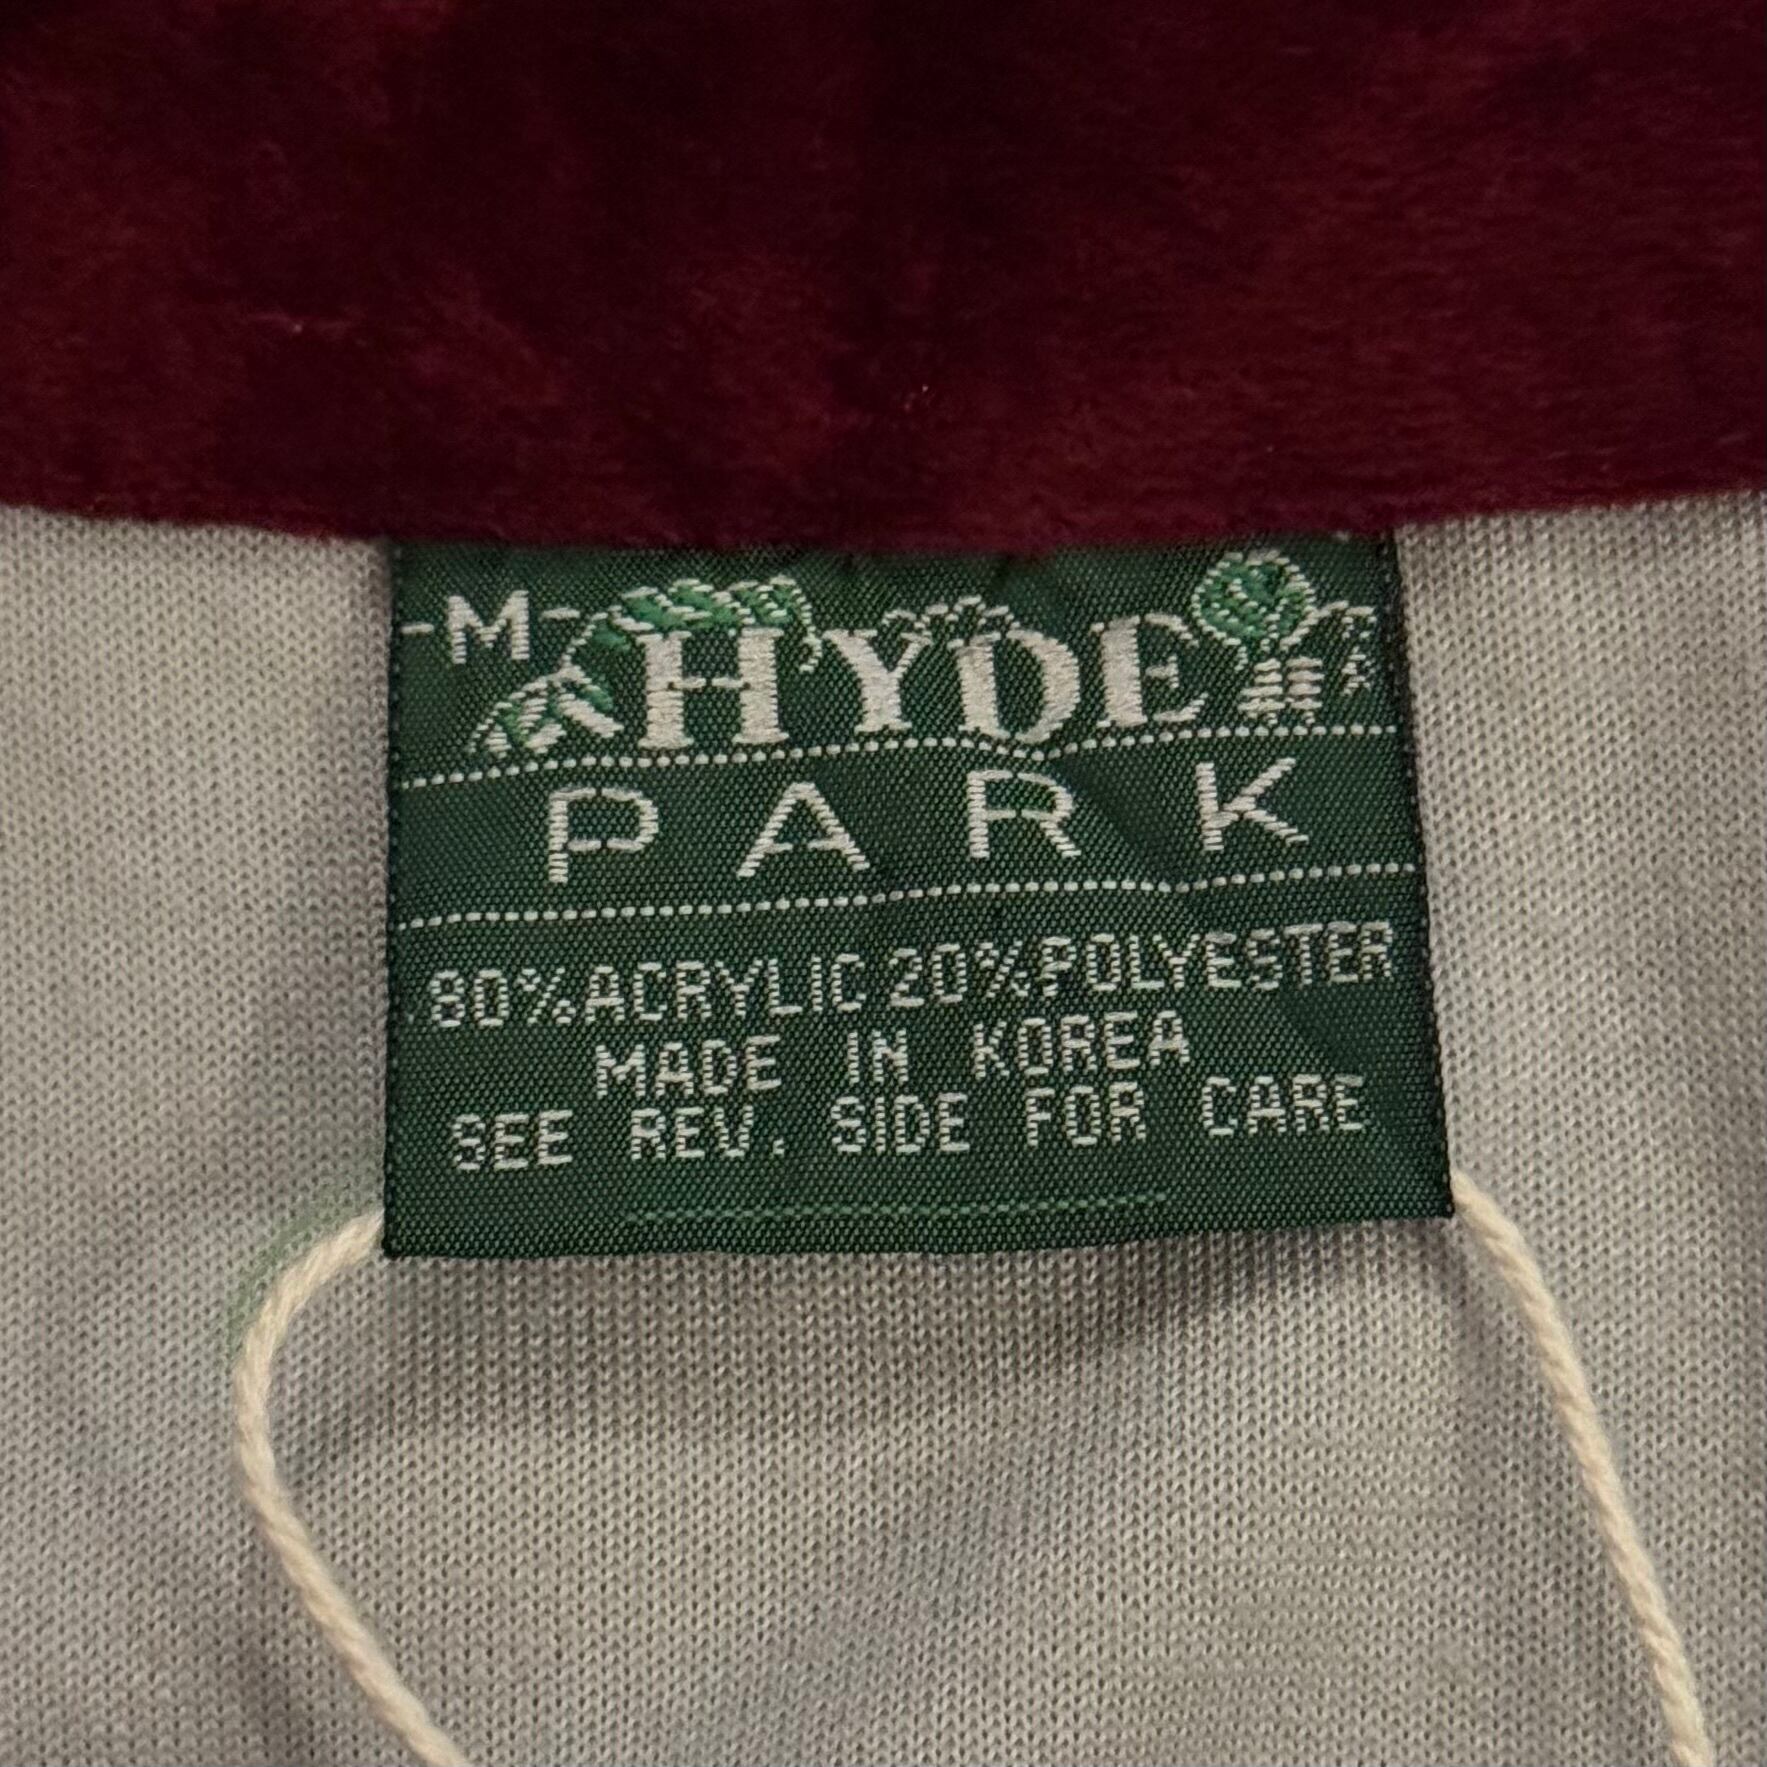 -M-
HYDE
PARK
80% ACRYLIC 20% POLYESTER
MADE IN KOREA
SEE REV. SIDE FOR CARE